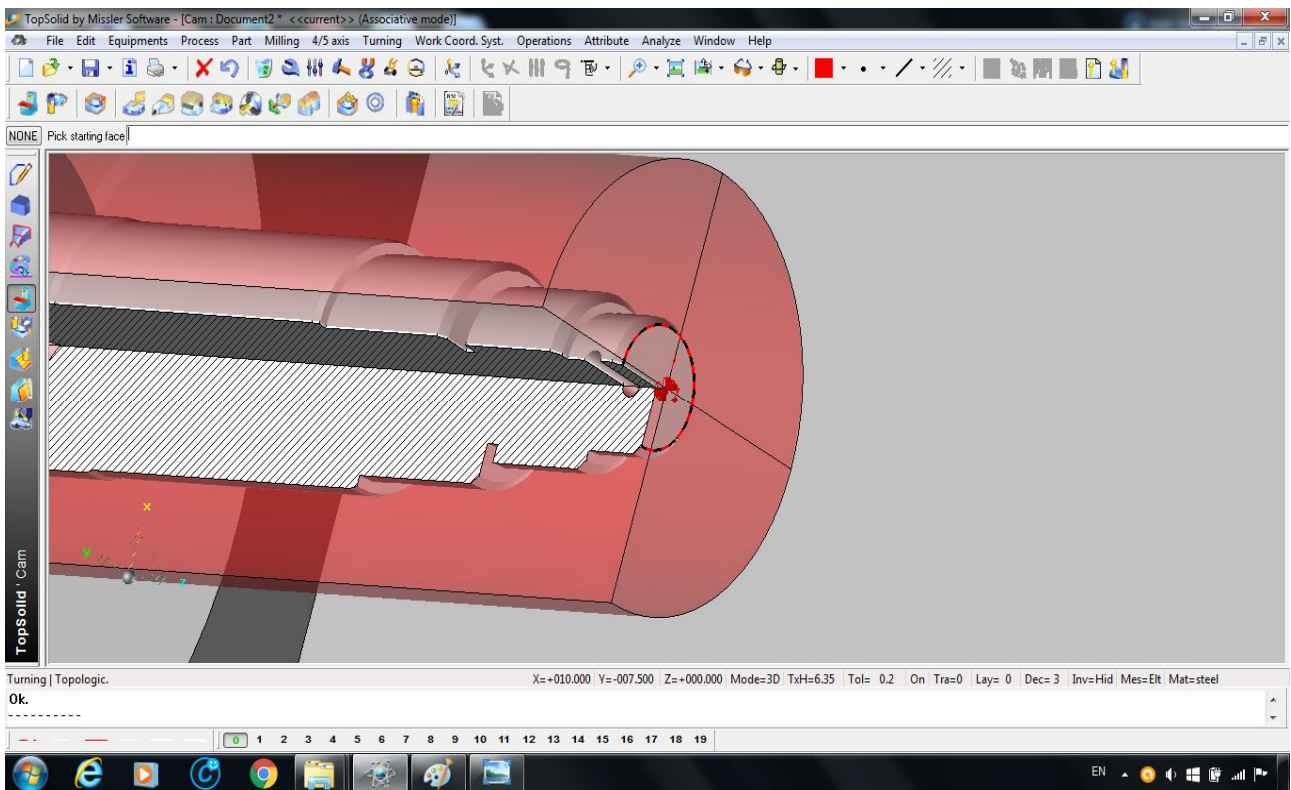 TopSolid by Missler Software - [Cam : Document2 * <<current>> (Associative mode)]
File Edit Equipments Process Part Milling 4/5 axis Turning Work Coord. Syst. Operations Attribute Analyze Window Help
NONE Pick starting face
x
y
z
TopSolid'Cam
Turning | Topologic. X=+010.000 Y=-007.500 Z=+000.000 Mode=3D TxH=6.35 Tol= 0.2 On Tra=0 Lay= 0 Dec= 3 Inv=Hid Mes=Elt Mat=steel
Ok.
----------
0 1 2 3 4 5 6 7 8 9 10 11 12 13 14 15 16 17 18 19
EN